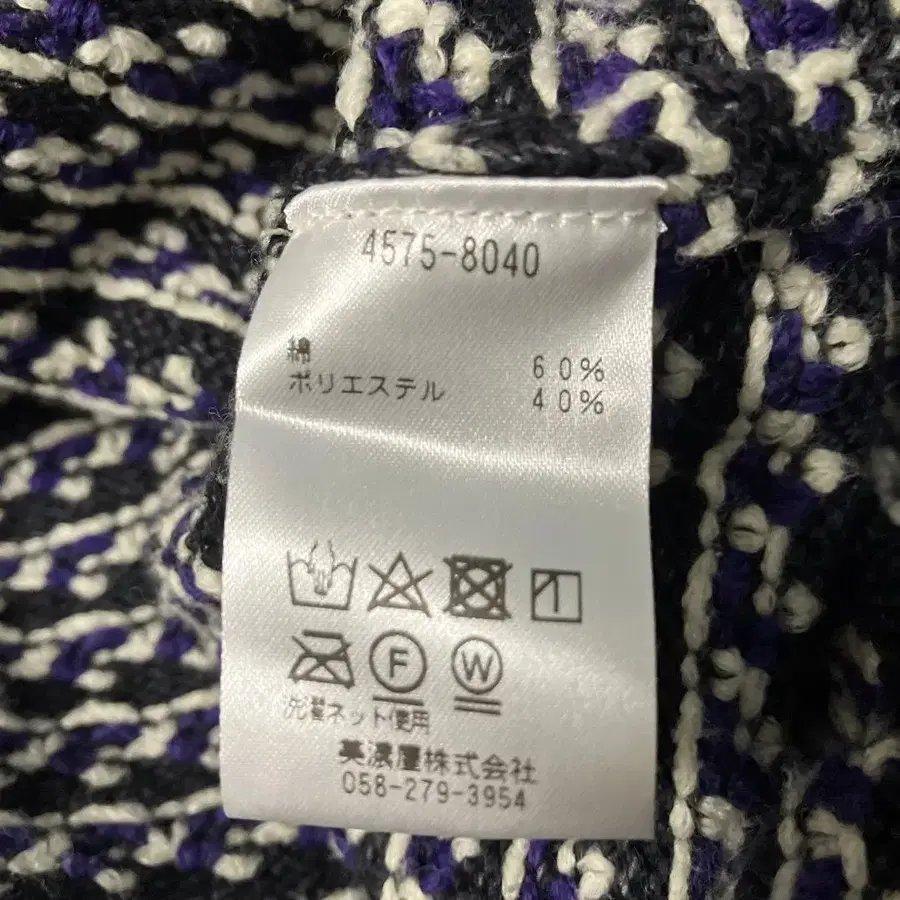 4575-8040
綿 60%
ポリエステル 40%
F W
洗濯ネット使用
美濃屋株式会社
058-279-3954